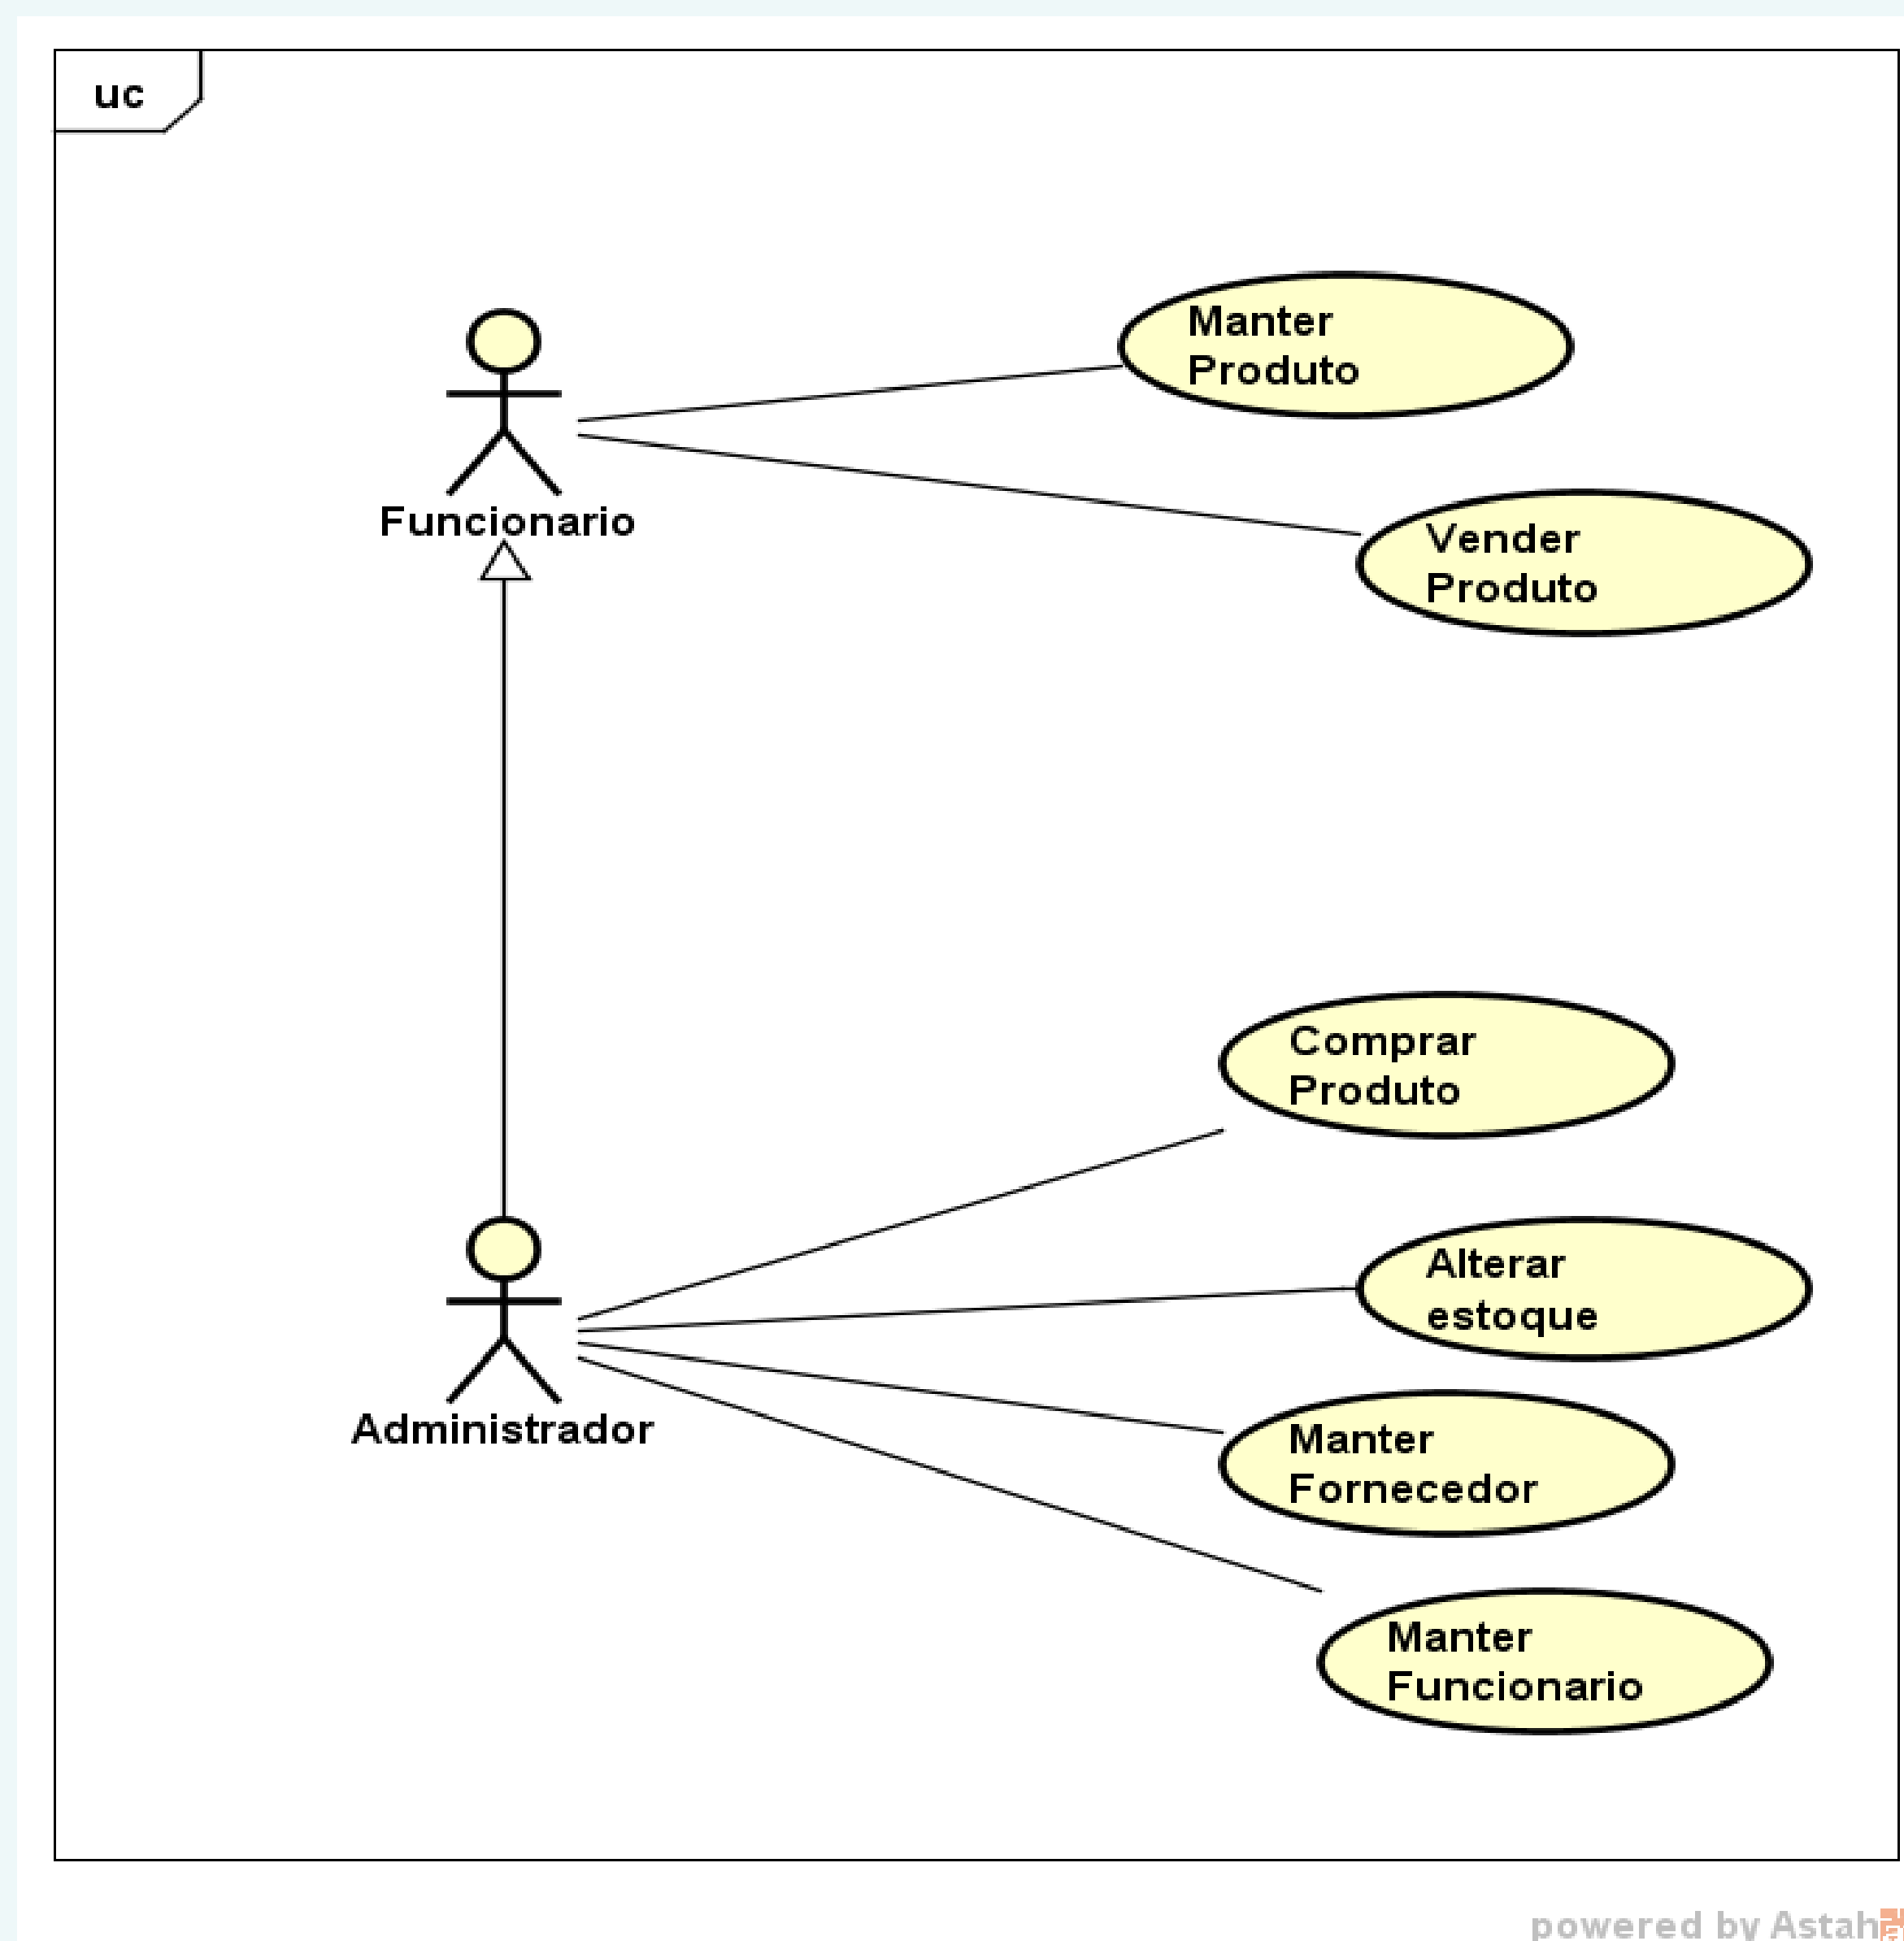 uc
Manter
Produto
Funcionario
Vender
Produto
Comprar
Produto
Alterar
estoque
Administrador
Manter
Fornecedor
Manter
Funcionario
powered by Astah